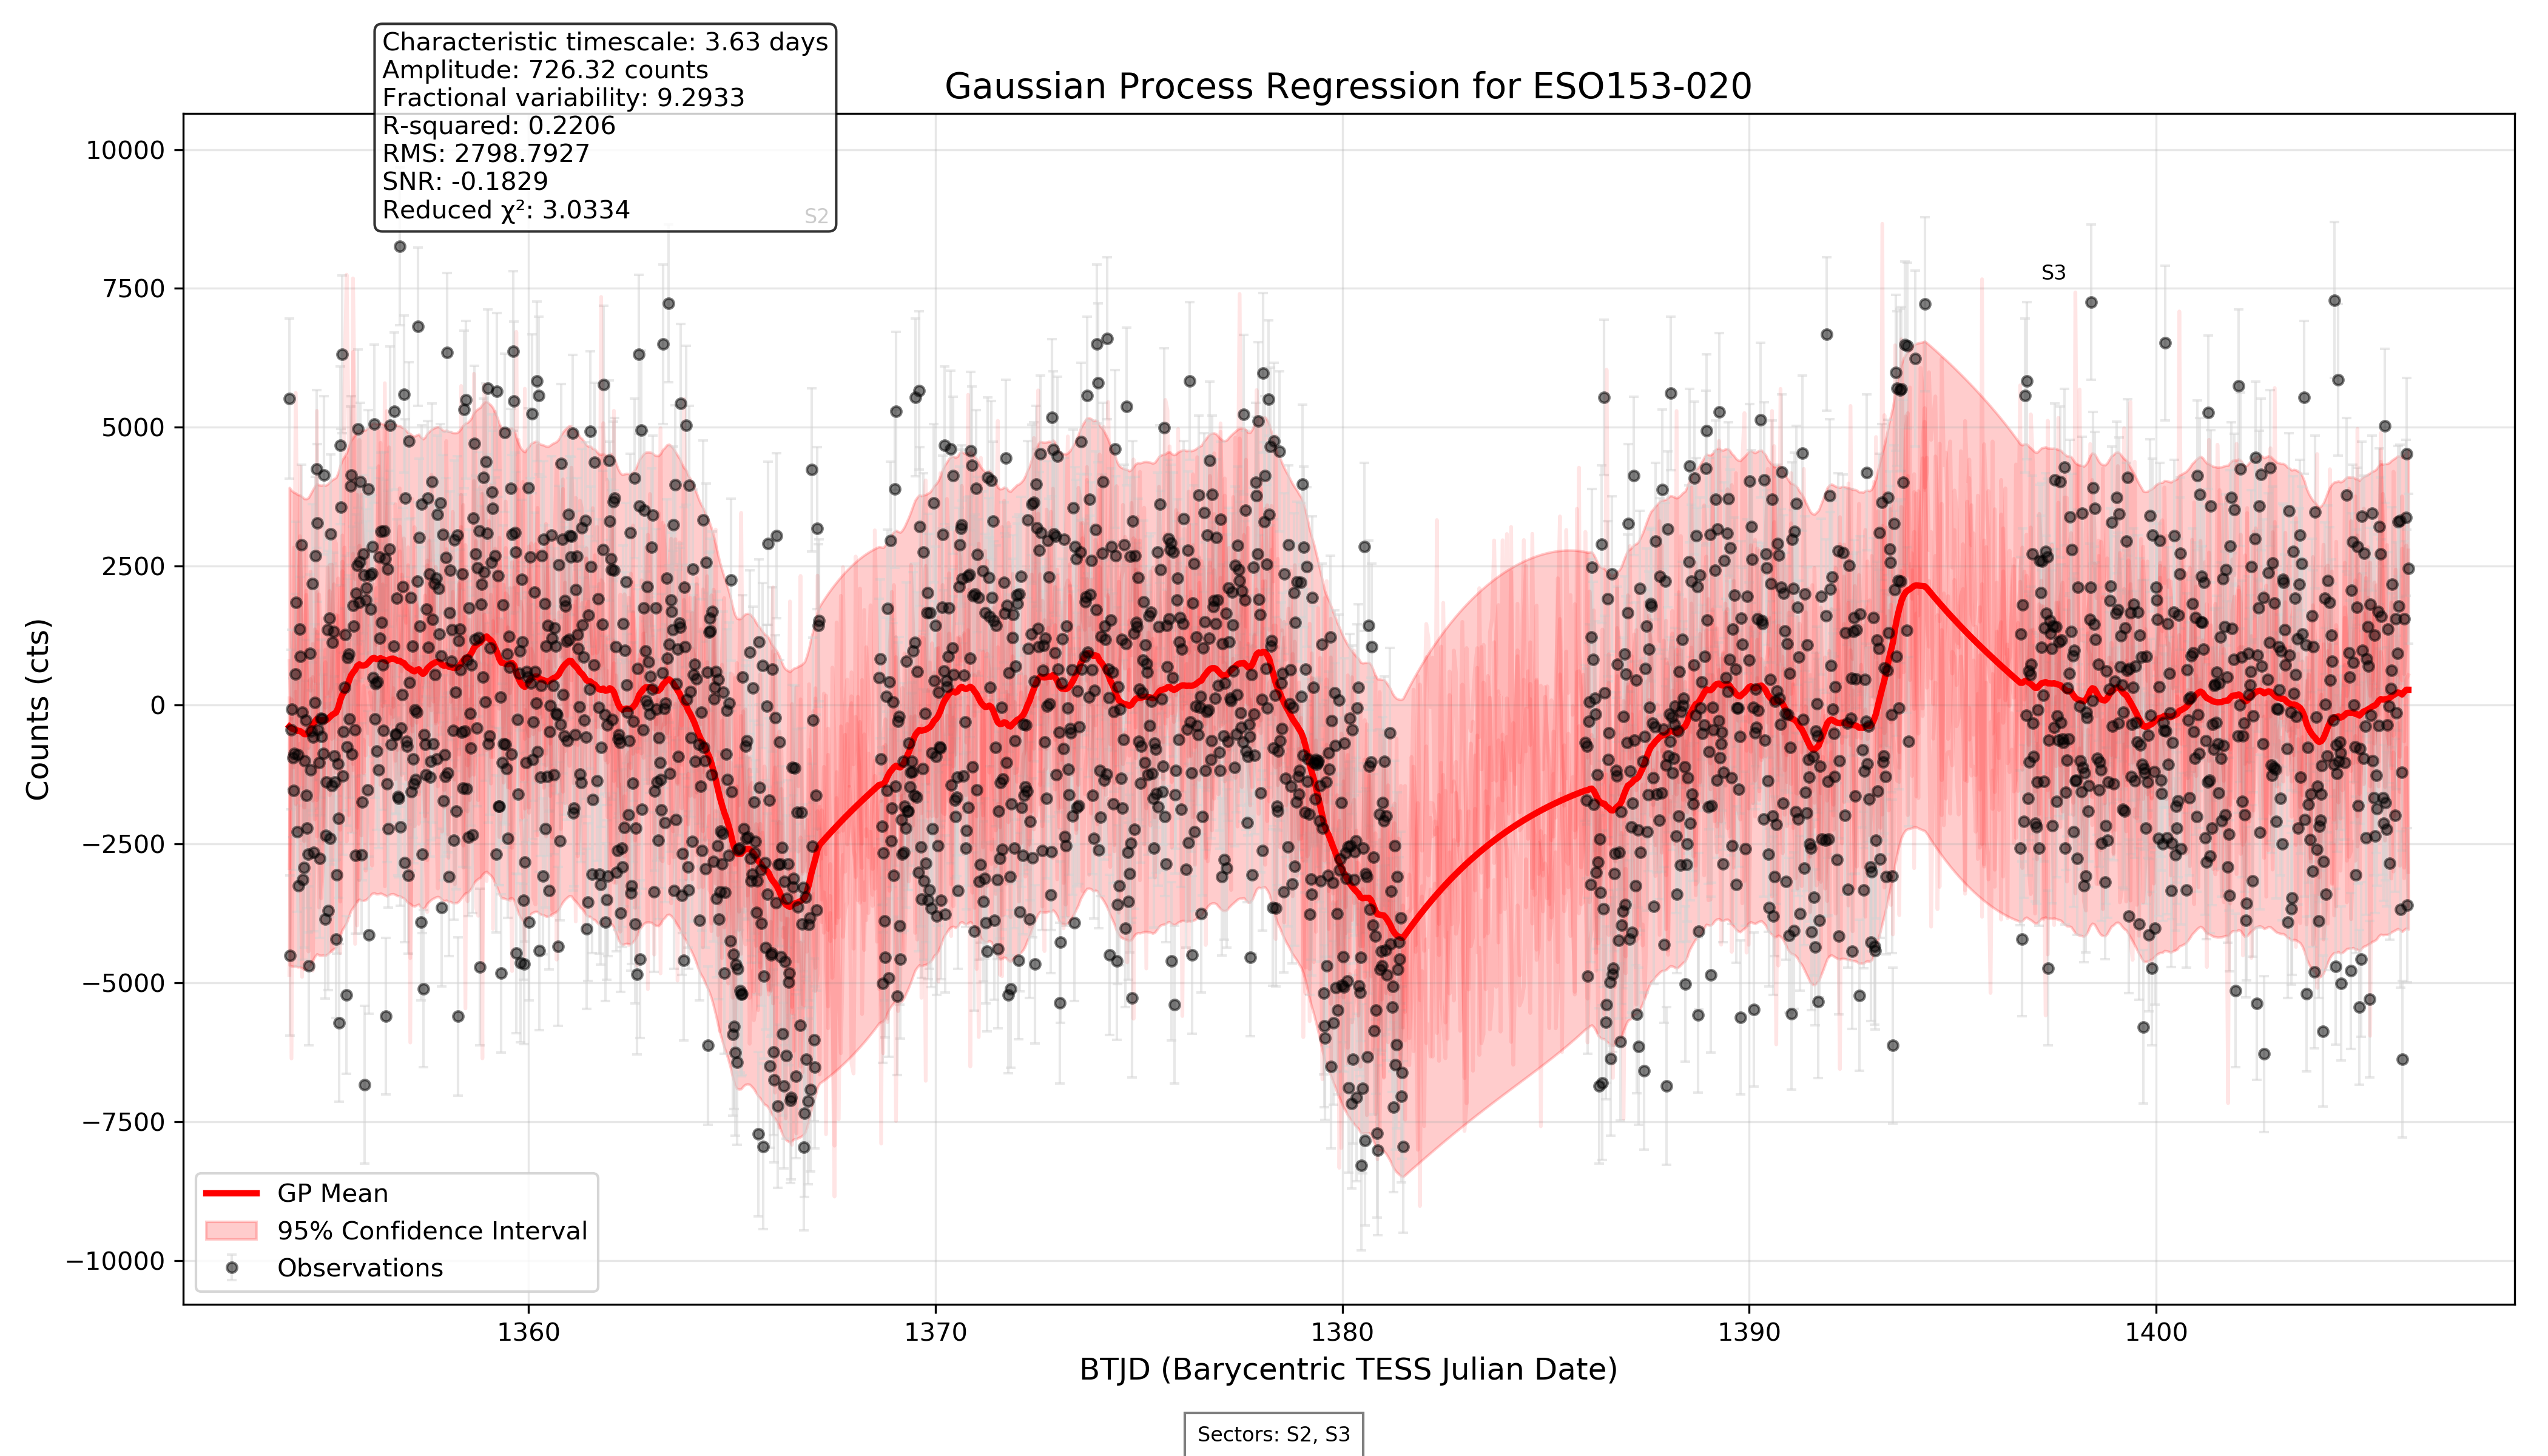 Characteristic timescale: 3.63 days
Amplitude: 726.32 counts
Fractional variability: 9.2933
R-squared: 0.2206
RMS: 2798.7927
SNR: -0.1829
Reduced χ²: 3.0334
S2
Gaussian Process Regression for ESO153-020
S3
Counts (cts)
10000
7500
5000
2500
0
−2500
−5000
−7500
−10000
GP Mean
95% Confidence Interval
Observations
1360
1370
1380
1390
1400
BTJD (Barycentric TESS Julian Date)
Sectors: S2, S3